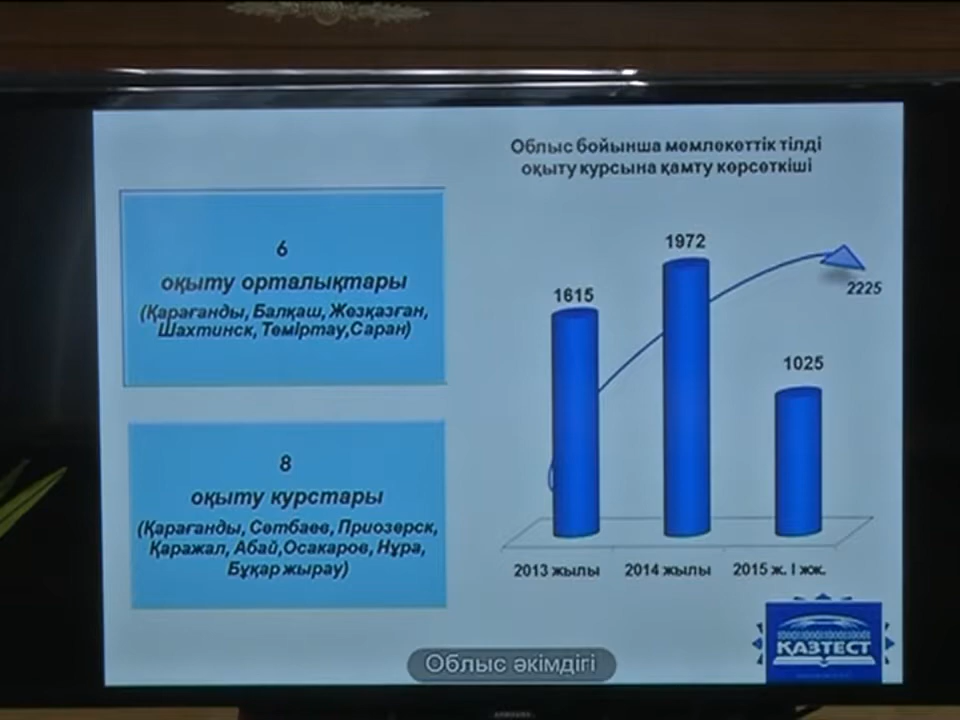 6
оқыту орталықтары
(Қарағанды, Балқаш, Жезқазған,
Шахтинск, Теміртау,Саран)
8
оқыту курстары
(Қарағанды, Сәтбаев, Приозерск,
Қаражал, Абай,Осакаров, Нұра,
Бұқар жырау)
Облыс бойынша мемлекеттік тілді
оқыту курсына қамту көрсеткіші
1615
1972
2225
1025
2013 жылы
2014 жылы
2015 ж. І жж.
ҚАЗТЕСТ
Облыс әкімдігі
SAMSUNG